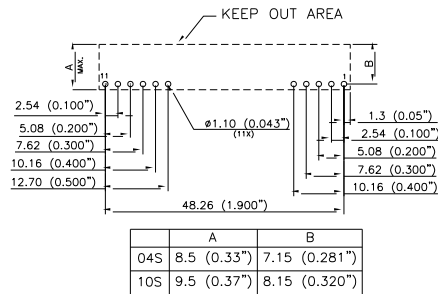 KEEP OUT AREA
A
MAX.
B
11
1
2.54 (0.100")
5.08 (0.200")
7.62 (0.300")
10.16 (0.400")
12.70 (0.500")
ø1.10 (0.043")
(11X)
1.3 (0.05")
2.54 (0.100")
5.08 (0.200")
7.62 (0.300")
10.16 (0.400")
48.26 (1.900")
A B
04S 8.5 (0.33") 7.15 (0.281")
10S 9.5 (0.37") 8.15 (0.320")